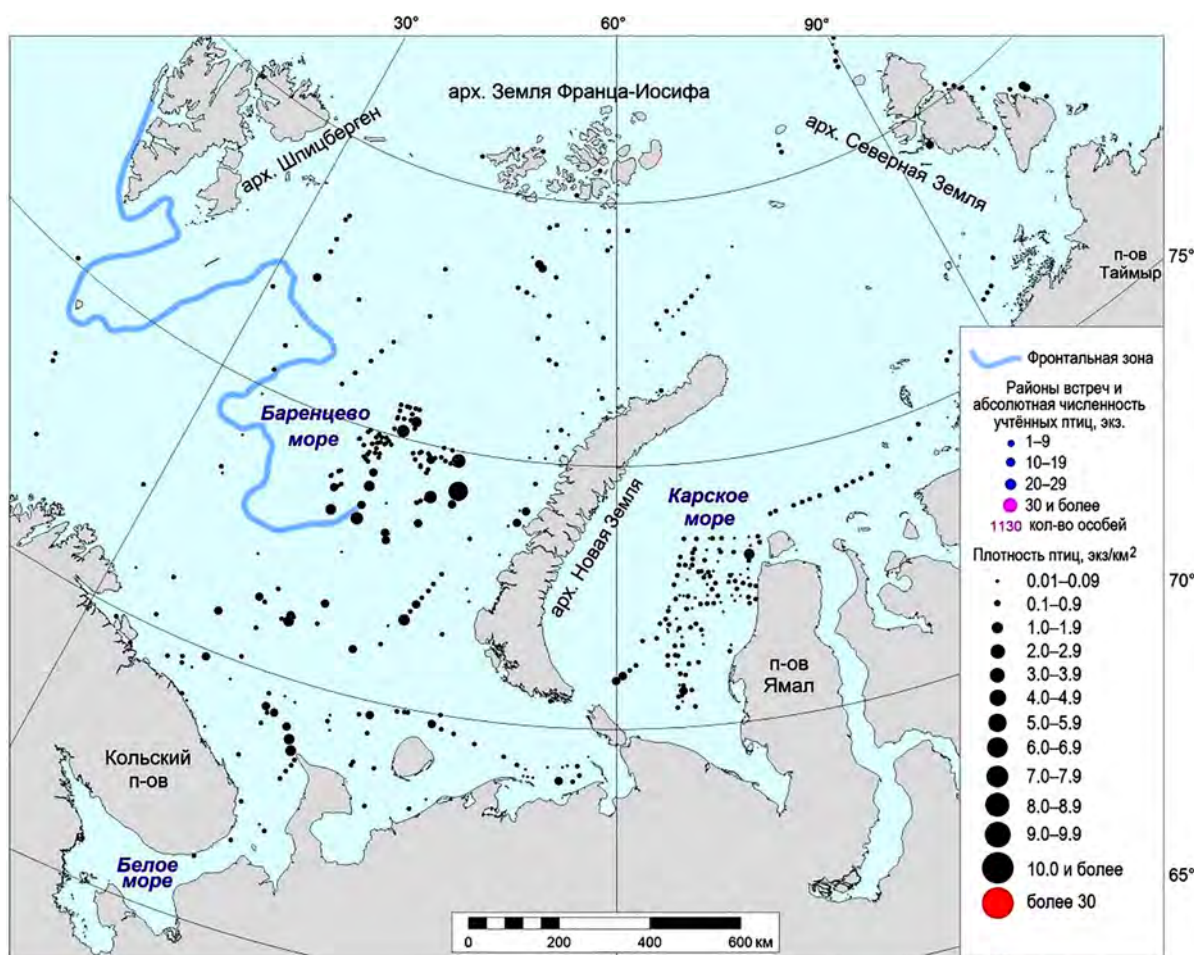 30°
60°
90°
арх. Земля Франца-Иосифа
арх. Шпицберген
арх. Северная Земля
75°
п-ов
Таймыр
Баренцево
море
Карское
море
арх. Новая Земля
70°
п-ов
Ямал
Кольский
п-ов
Белое
море
65°
0 200 400 600 км
Фронтальная зона
Районы встреч и
абсолютная численность
учтённых птиц, экз.
1–9
10–19
20–29
30 и более
1130 кол-во особей
Плотность птиц, экз/км²
0.01–0.09
0.1–0.9
1.0–1.9
2.0–2.9
3.0–3.9
4.0–4.9
5.0–5.9
6.0–6.9
7.0–7.9
8.0–8.9
9.0–9.9
10.0 и более
более 30